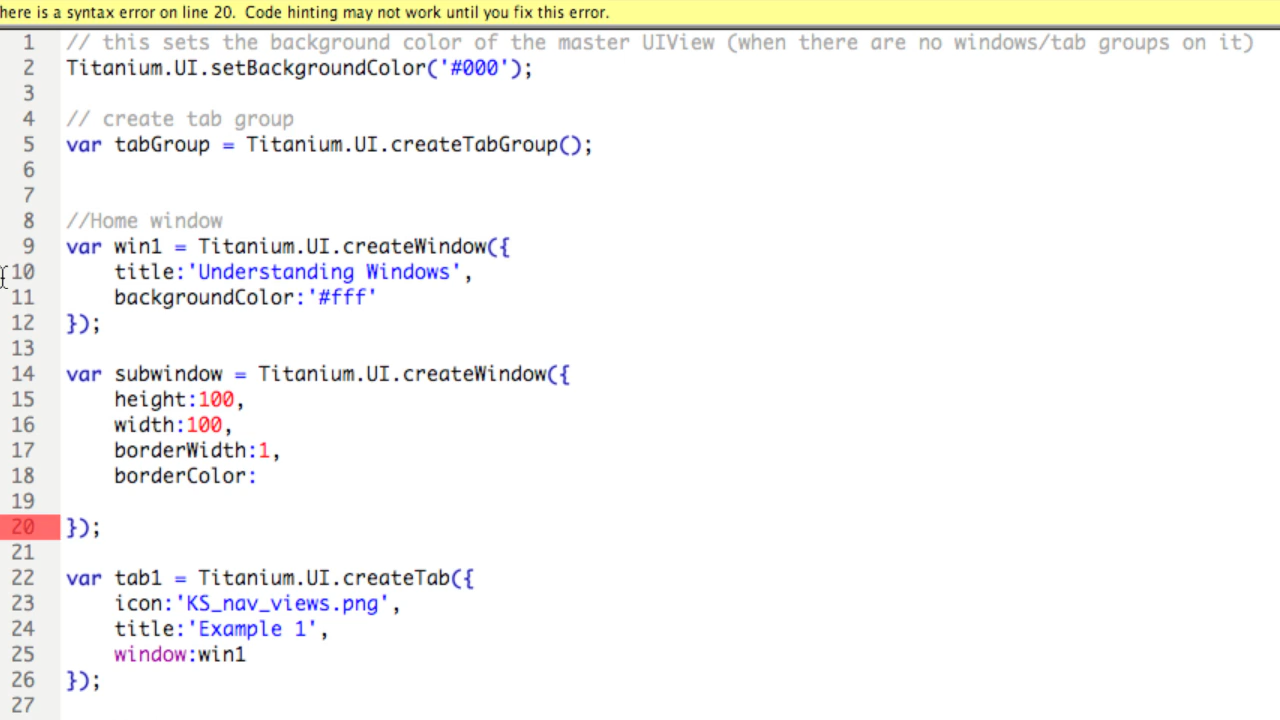 here is a syntax error on line 20.  Code hinting may not work until you fix this error.
1 // this sets the background color of the master UIView (when there are no windows/tab groups on it)
2 Titanium.UI.setBackgroundColor('#000');
3
4 // create tab group
5 var tabGroup = Titanium.UI.createTabGroup();
6
7
8 //Home window
9 var win1 = Titanium.UI.createWindow({
10     title:'Understanding Windows',
11     backgroundColor:'#fff'
12 });
13
14 var subwindow = Titanium.UI.createWindow({
15     height:100,
16     width:100,
17     borderWidth:1,
18     borderColor:
19
20 });
21
22 var tab1 = Titanium.UI.createTab({
23     icon:'KS_nav_views.png',
24     title:'Example 1',
25     window:win1
26 });
27